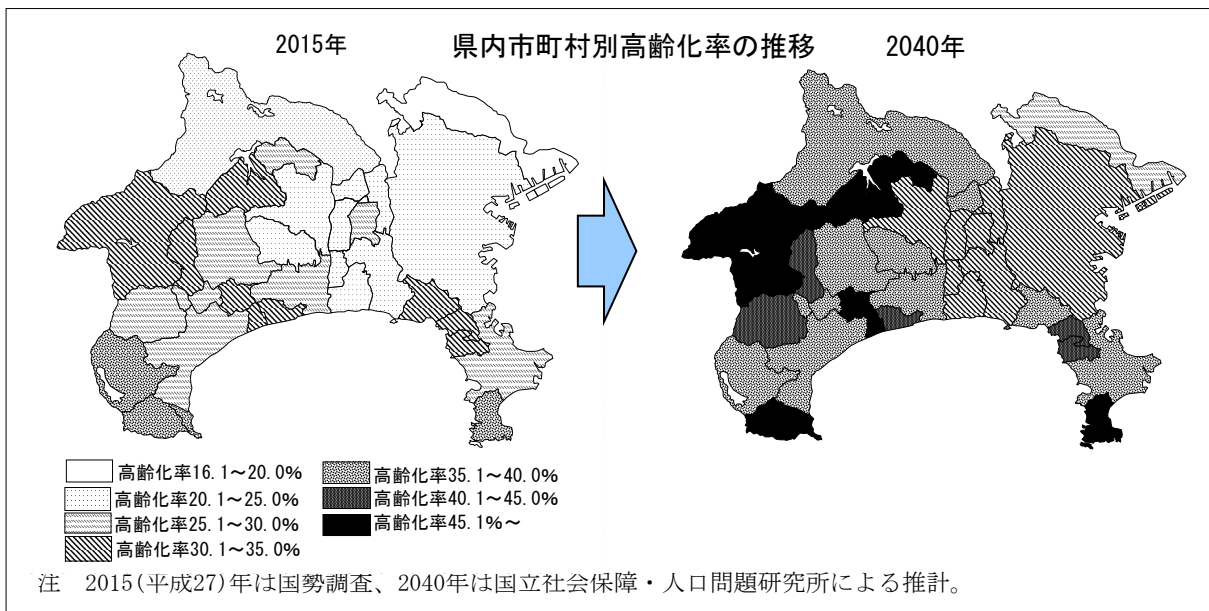 県内市町村別高齢化率の推移
2015年
2040年
高齢化率16.1～20.0%
高齢化率20.1～25.0%
高齢化率25.1～30.0%
高齢化率30.1～35.0%
高齢化率35.1～40.0%
高齢化率40.1～45.0%
高齢化率45.1%～
注　2015(平成27)年は国勢調査、2040年は国立社会保障・人口問題研究所による推計。